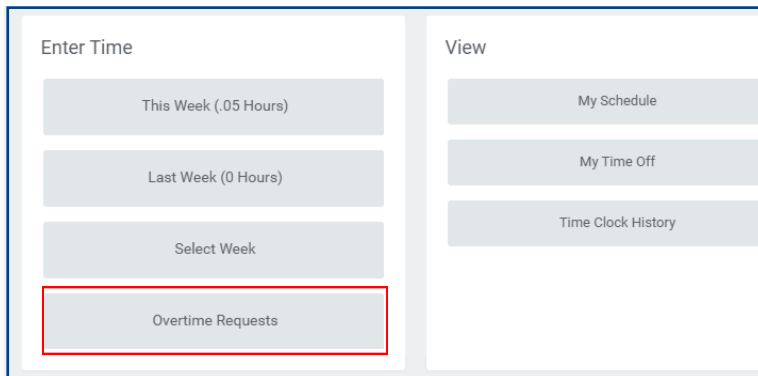 Enter Time
This Week (.05 Hours)
Last Week (0 Hours)
Select Week
Overtime Requests
View
My Schedule
My Time Off
Time Clock History